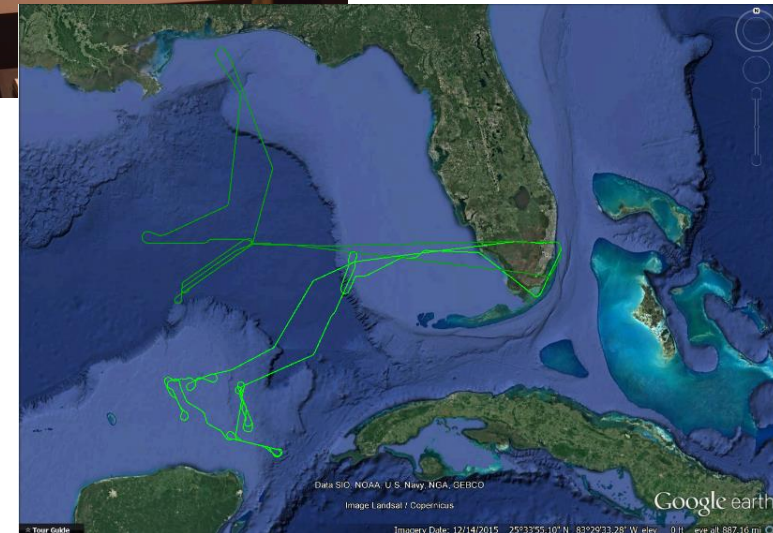 N
Data SIO, NOAA, U.S. Navy, NGA, GEBCO
Image Landsat / Copernicus
Google earth
Tour Guide
Imagery Date: 12/14/2015 25°33'55.10" N 83°29'33.28" W elev 0 ft eye alt 887.16 mi